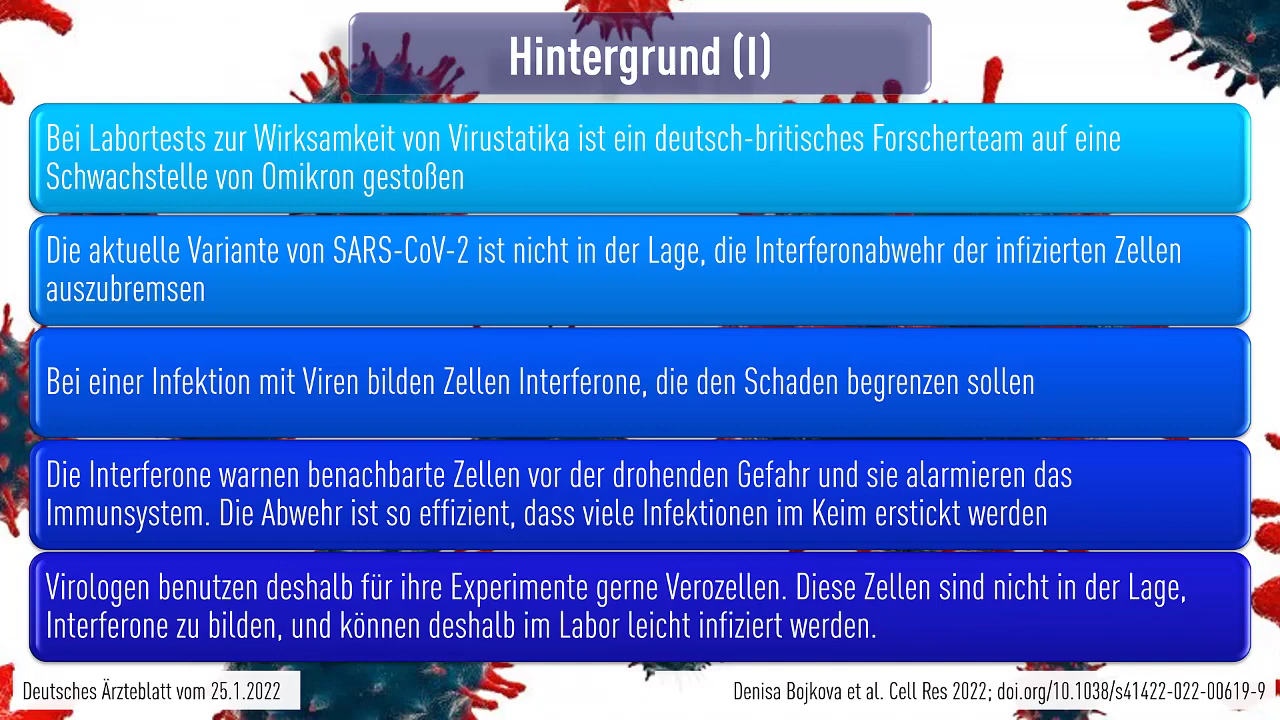 Hintergrund (I)
Bei Labortests zur Wirksamkeit von Virustatika ist ein deutsch-britisches Forscherteam auf eine
Schwachstelle von Omikron gestoßen
Die aktuelle Variante von SARS-CoV-2 ist nicht in der Lage, die Interferonabwehr der infizierten Zellen
auszubremsen
Bei einer Infektion mit Viren bilden Zellen Interferone, die den Schaden begrenzen sollen
Die Interferone warnen benachbarte Zellen vor der drohenden Gefahr und sie alarmieren das
Immunsystem. Die Abwehr ist so effizient, dass viele Infektionen im Keim erstickt werden
Virologen benutzen deshalb für ihre Experimente gerne Verozellen. Diese Zellen sind nicht in der Lage,
Interferone zu bilden, und können deshalb im Labor leicht infiziert werden.
Deutsches Ärzteblatt vom 25.1.2022
Denisa Bojkova et al. Cell Res 2022; doi.org/10.1038/s41422-022-00619-9